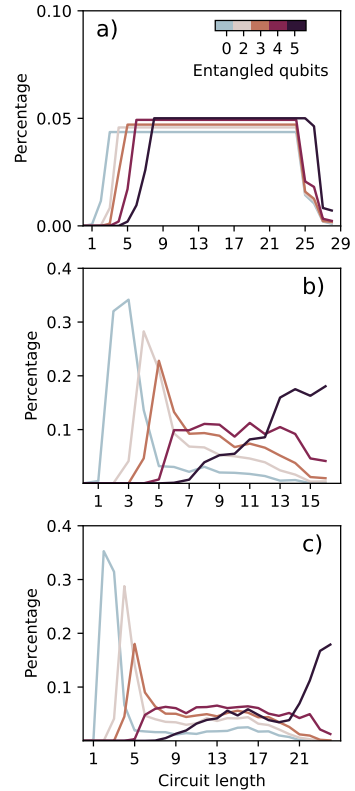 0.10
a)
0 2 3 4 5
Entangled qubits
Percentage
0.05
0.00
1 5 9 13 17 21 25 29
0.4
b)
0.3
Percentage
0.2
0.1
1 3 5 7 9 11 13 15
0.4
c)
0.3
Percentage
0.2
0.1
1 5 9 13 17 21
Circuit length